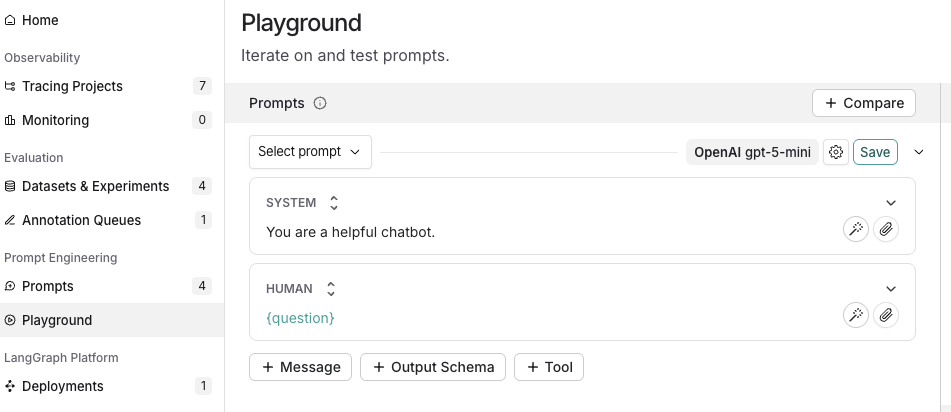 Home
Observability
Tracing Projects 7
Monitoring 0
Evaluation
Datasets & Experiments 4
Annotation Queues 1
Prompt Engineering
Prompts 4
Playground
LangGraph Platform
Deployments 1
Playground
Iterate on and test prompts.
Prompts + Compare
Select prompt OpenAI gpt-5-mini Save
SYSTEM
You are a helpful chatbot.
HUMAN
{question}
+ Message + Output Schema + Tool